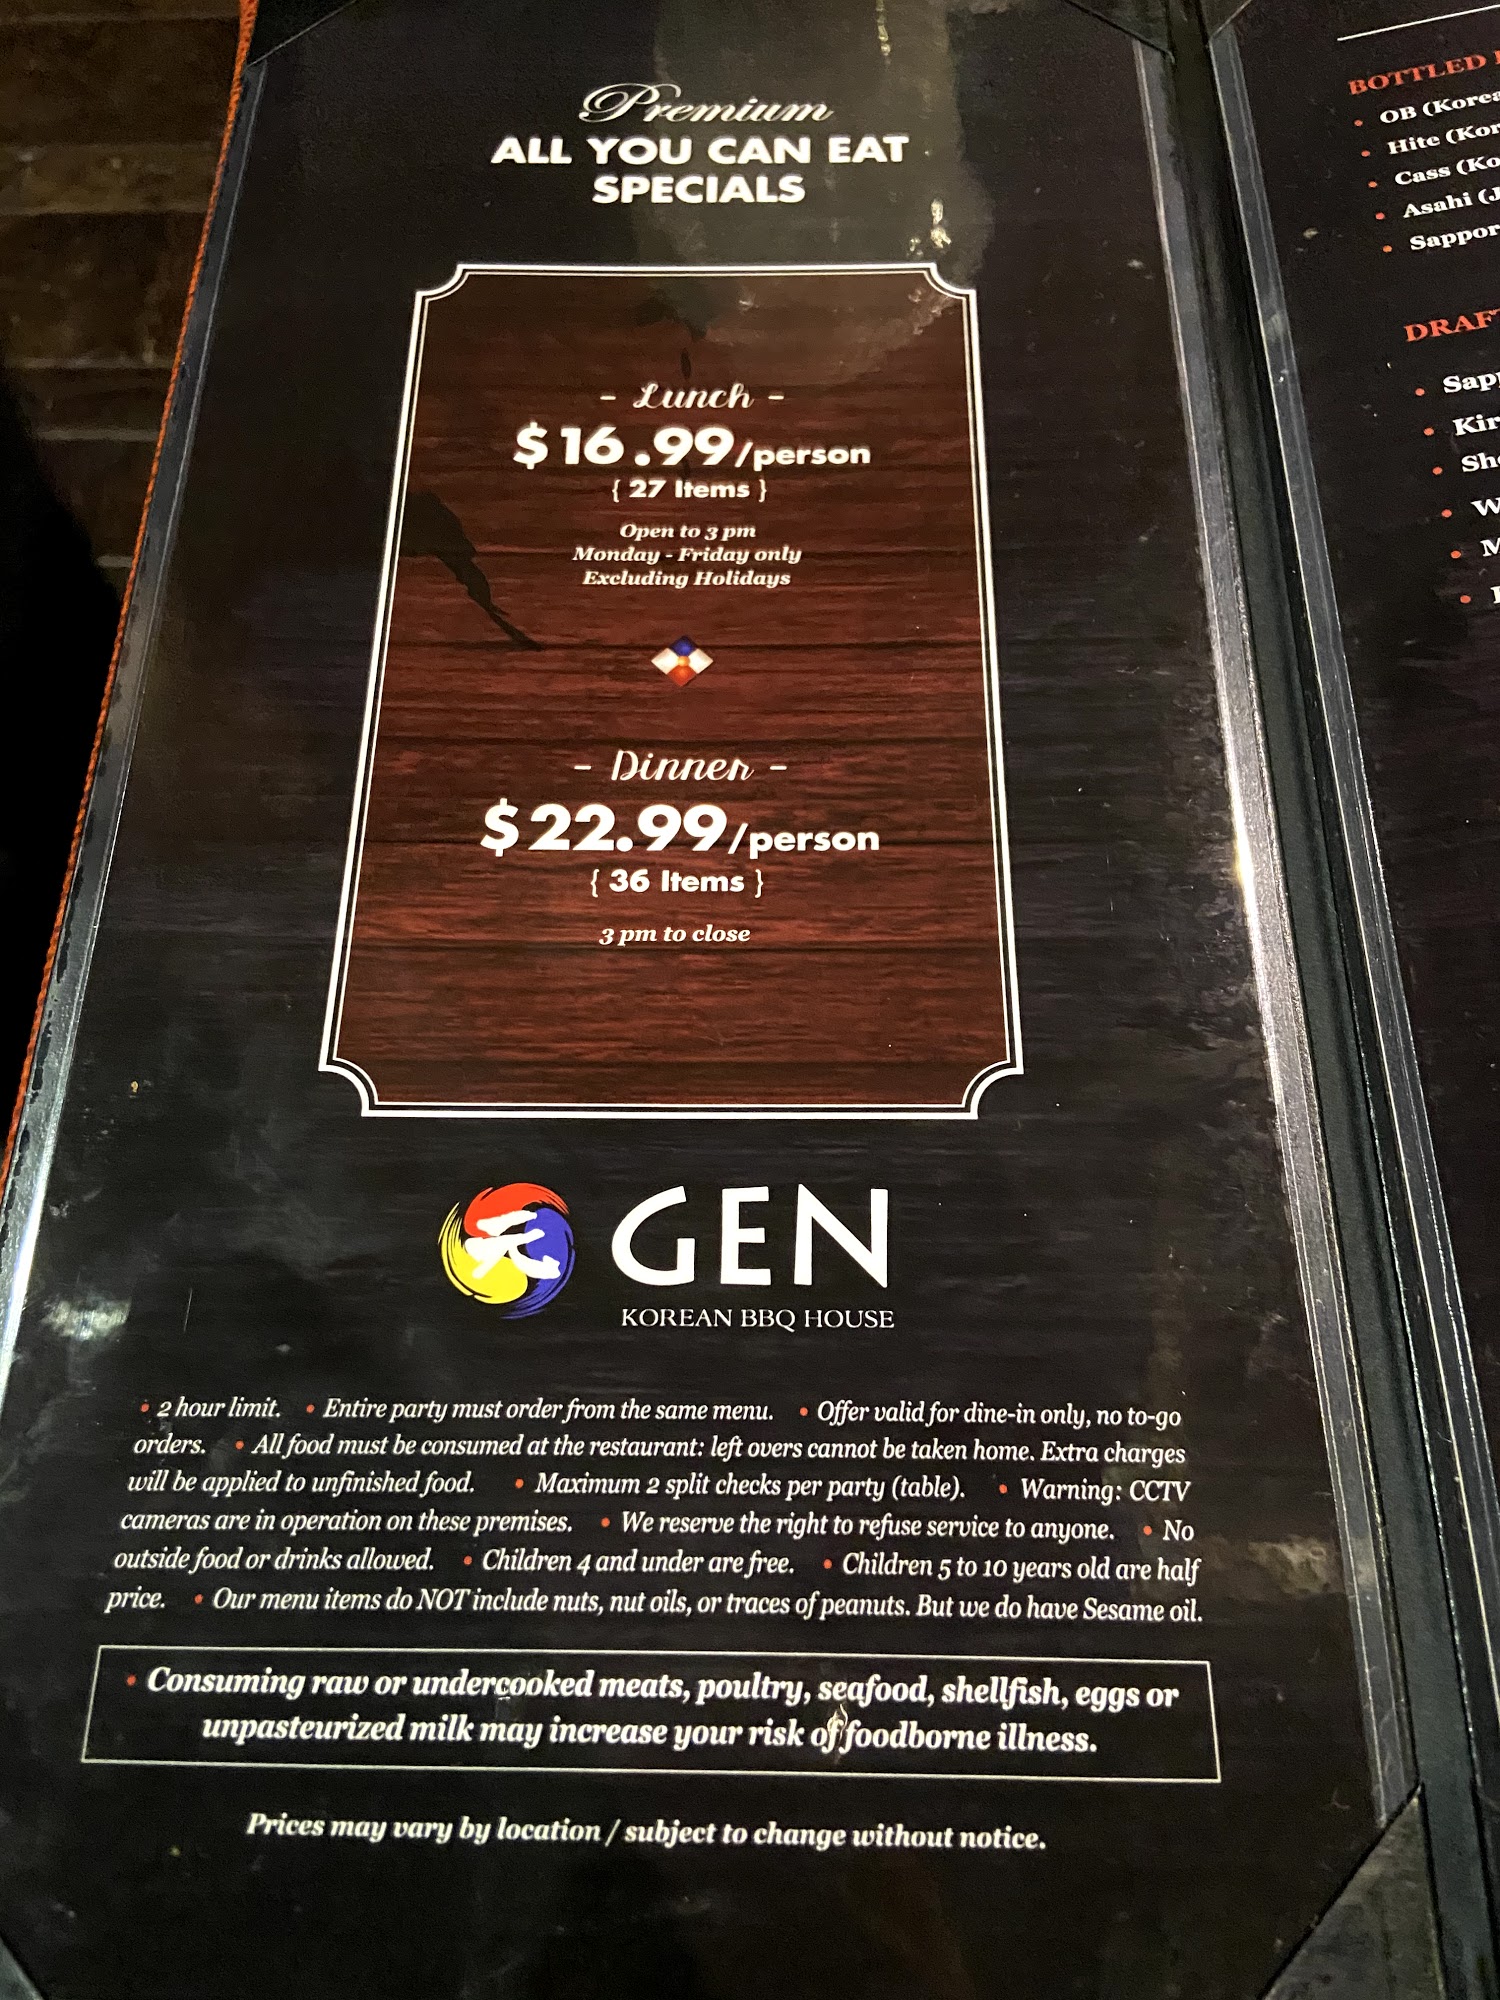 Premium
ALL YOU CAN EAT
SPECIALS
- Lunch -
$16.99/person
{ 27 Items }
Open to 3 pm
Monday - Friday only
Excluding Holidays
- Dinner -
$22.99/person
{ 36 Items }
3 pm to close
元 GEN
KOREAN BBQ HOUSE
• 2 hour limit. • Entire party must order from the same menu. • Offer valid for dine-in only, no to-go
orders. • All food must be consumed at the restaurant: left overs cannot be taken home. Extra charges
will be applied to unfinished food. • Maximum 2 split checks per party (table). • Warning: CCTV
cameras are in operation on these premises. • We reserve the right to refuse service to anyone. • No
outside food or drinks allowed. • Children 4 and under are free. • Children 5 to 10 years old are half
price. • Our menu items do NOT include nuts, nut oils, or traces of peanuts. But we do have Sesame oil.
• Consuming raw or undercooked meats, poultry, seafood, shellfish, eggs or
unpasteurized milk may increase your risk of foodborne illness.
Prices may vary by location / subject to change without notice.
BOTTLED
• OB
• Hite
• Cass
• Asahi